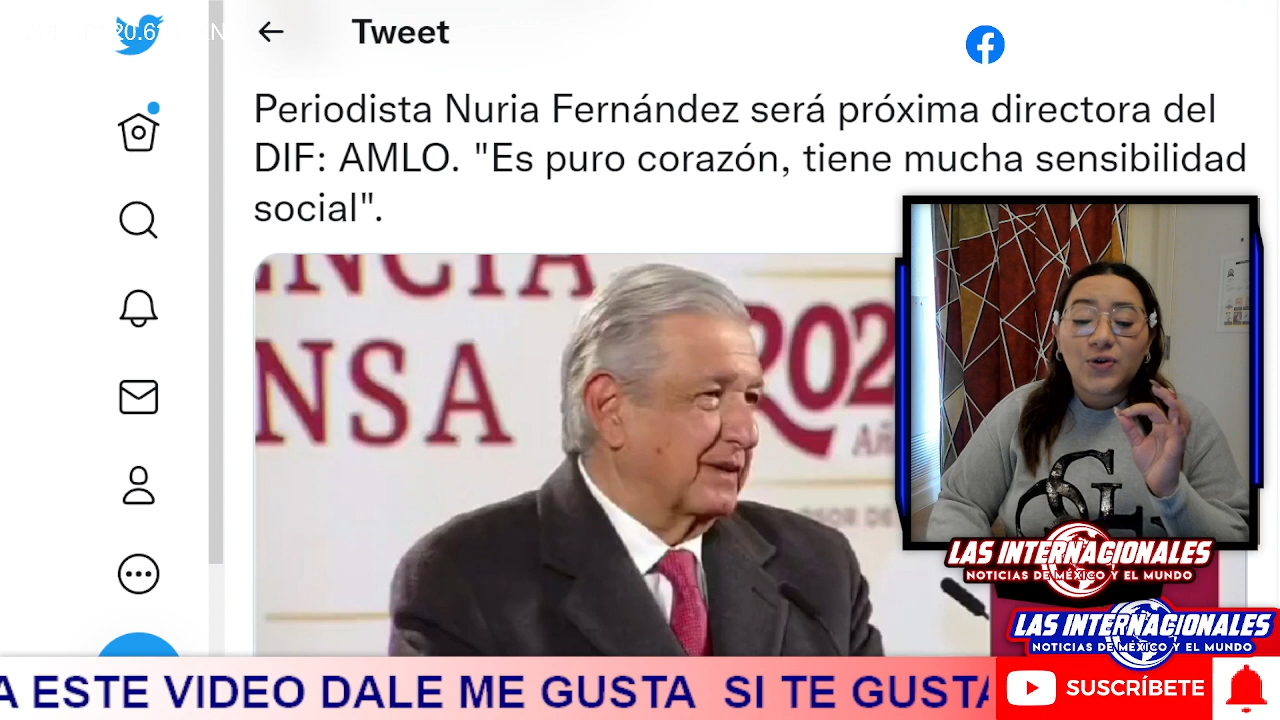 Tweet
Periodista Nuria Fernández será próxima directora del
DIF: AMLO. "Es puro corazón, tiene mucha sensibilidad
social".
NSA
202
LAS INTERNACIONALES
NOTICIAS DE MÉXICO Y EL MUNDO
LAS INTERNACIONALES
NOTICIAS DE MÉXICO Y EL MUNDO
A ESTE VIDEO DALE ME GUSTA SI TE GUSTA
SUSCRÍBETE